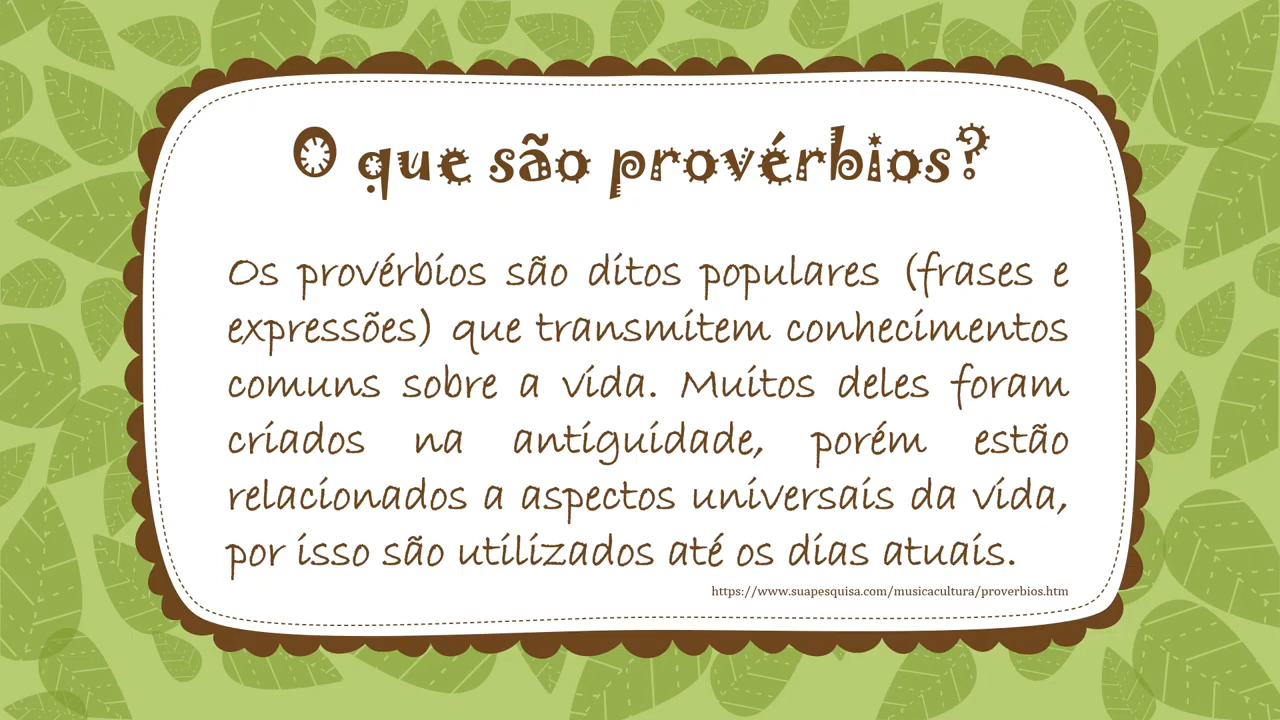 O que são provérbios?
Os provérbios são ditos populares (frases e
expressões) que transmitem conhecimentos
comuns sobre a vida. Muitos deles foram
criados na antiguidade, porém estão
relacionados a aspectos universais da vida,
por isso são utilizados até os dias atuais.
https://www.suapesquisa.com/musicacultura/proverbios.htm